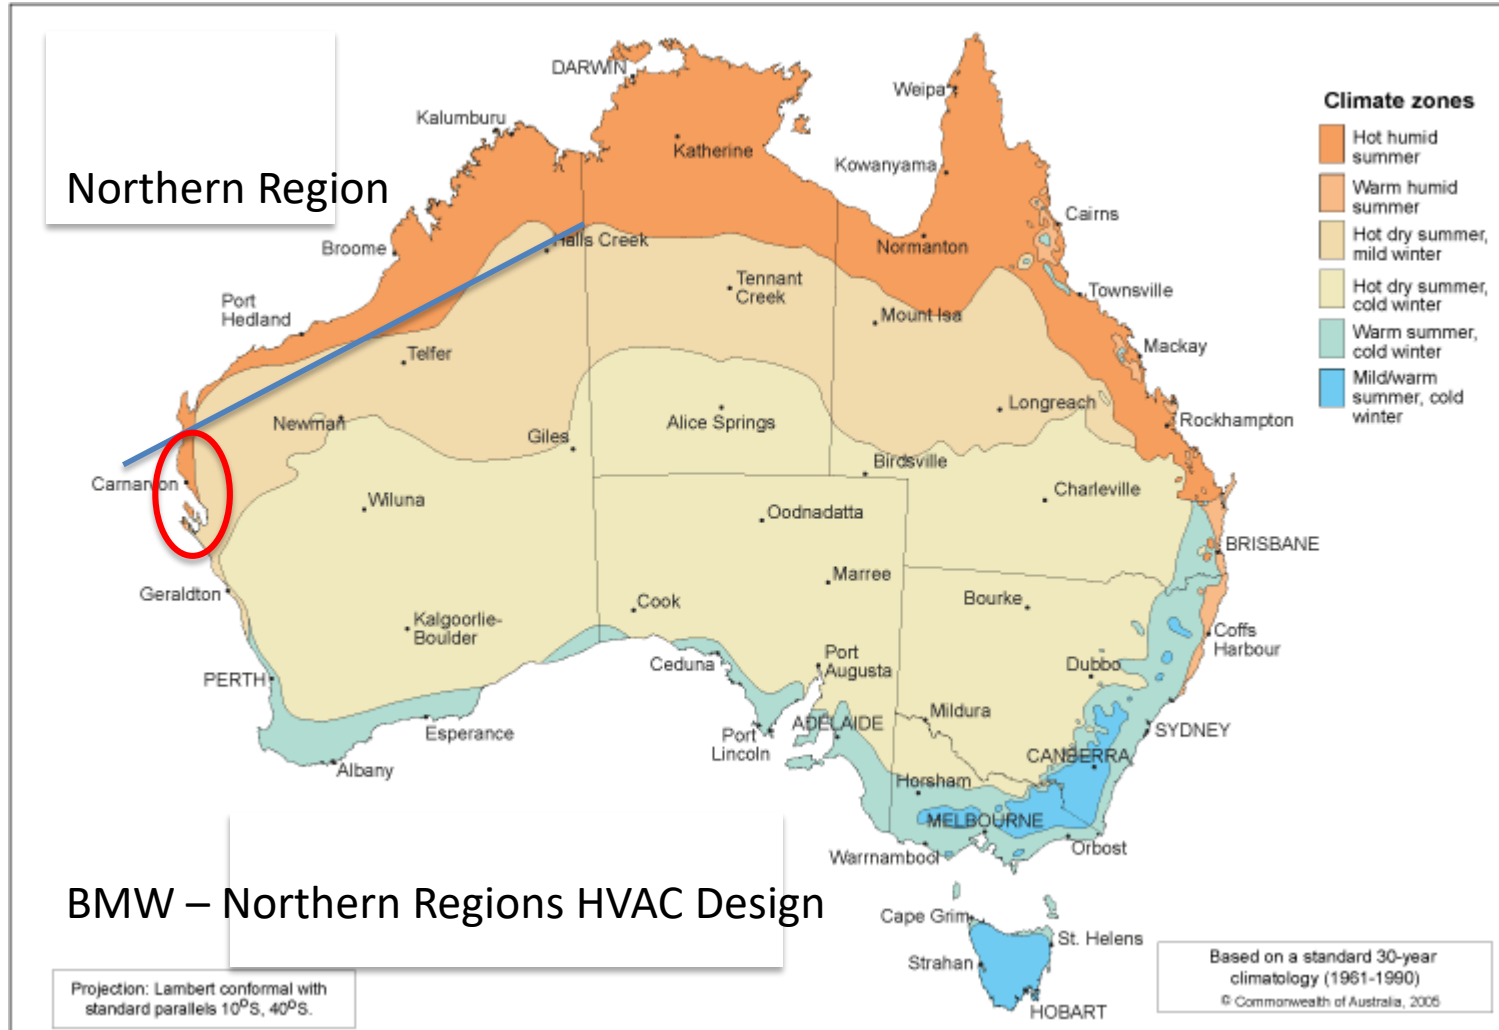 Northern Region
DARWIN
Kalumburu
Katherine
Weipa
Kowanyama
Cairns
Broome
Halls Creek
Normanton
Port
Hedland
Tennant
Creek
Townsville
Mount Isa
Telfer
Mackay
Newman
Longreach
Rockhampton
Giles
Alice Springs
Birdsville
Carnarvon
Wiluna
Charleville
Oodnadatta
BRISBANE
Geraldton
Marree
Cook
Bourke
Kalgoorlie-
Boulder
Coffs
Harbour
Ceduna
Port
Augusta
Dubbo
PERTH
Mildura
Esperance
Port
Lincoln
ADELAIDE
SYDNEY
CANBERRA
Albany
Horsham
MELBOURNE
Orbost
Warrnambool
Cape Grim
St. Helens
Strahan
HOBART
Climate zones
Hot humid
summer
Warm humid
summer
Hot dry summer,
mild winter
Hot dry summer,
cold winter
Warm summer,
cold winter
Mild/warm
summer, cold
winter
BMW – Northern Regions HVAC Design
Projection: Lambert conformal with
standard parallels 10°S, 40°S.
Based on a standard 30-year
climatology (1961-1990)
© Commonwealth of Australia, 2005